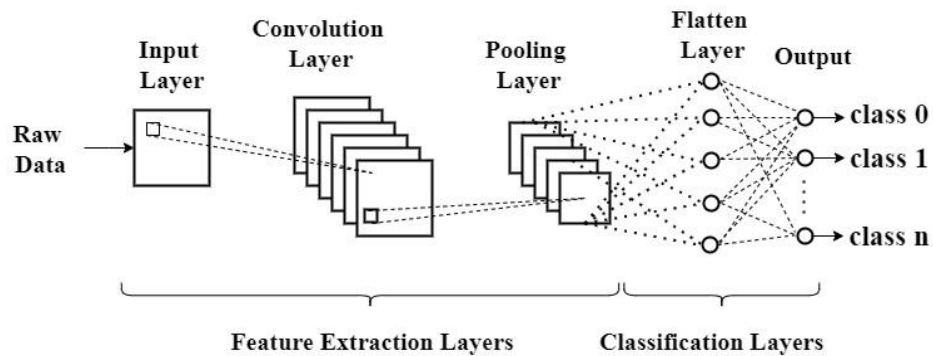 Input
Layer
Convolution
Layer
Pooling
Layer
Flatten
Layer
Output
Raw
Data
class 0
class 1
class n
Feature Extraction Layers
Classification Layers